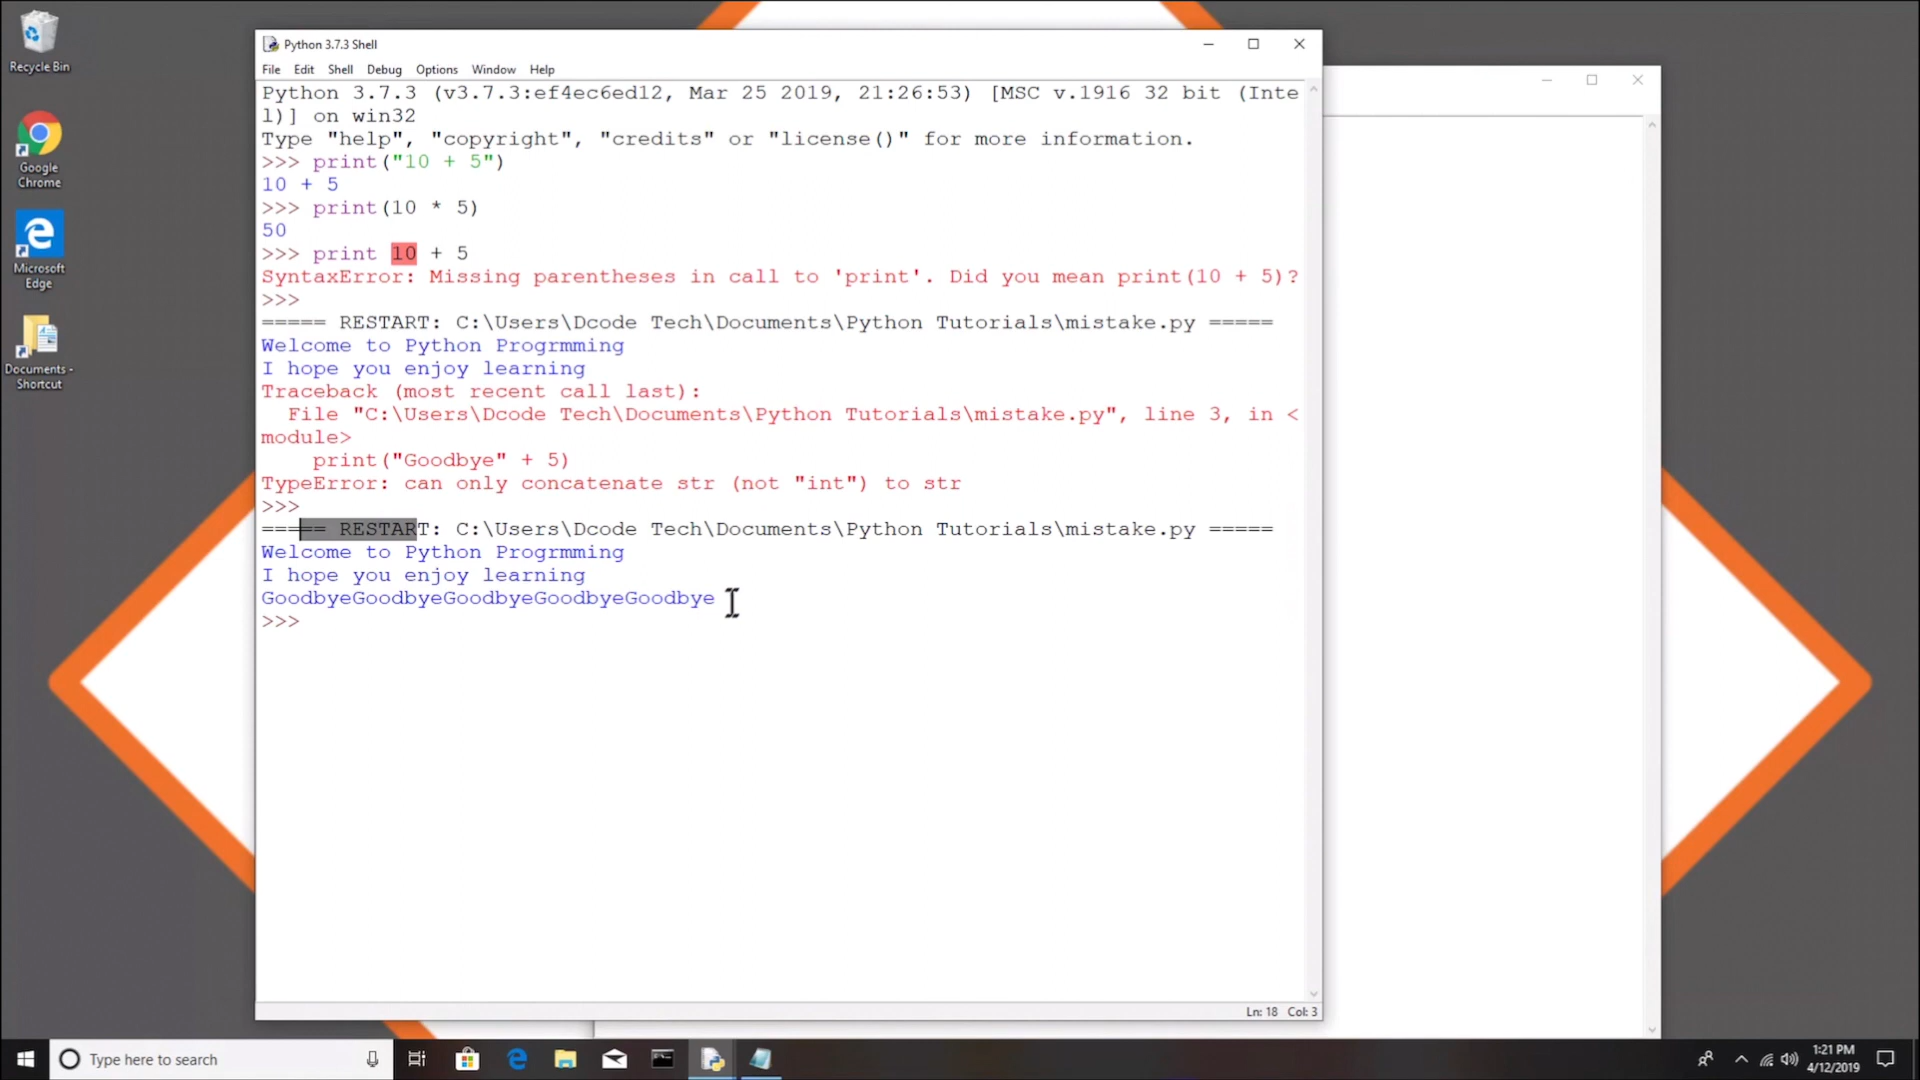 Recycle Bin
Google
Chrome
Microsoft
Edge
Documents -
Shortcut
Python 3.7.3 Shell
File Edit Shell Debug Options Window Help
Python 3.7.3 (v3.7.3:ef4ec6ed12, Mar 25 2019, 21:26:53) [MSC v.1916 32 bit (Inte
l)] on win32
Type "help", "copyright", "credits" or "license()" for more information.
>>> print("10 + 5")
10 + 5
>>> print(10 * 5)
50
>>> print 10 + 5
SyntaxError: Missing parentheses in call to 'print'. Did you mean print(10 + 5)?
>>>
===== RESTART: C:\Users\Dcode Tech\Documents\Python Tutorials\mistake.py =====
Welcome to Python Progrmming
I hope you enjoy learning
Traceback (most recent call last):
  File "C:\Users\Dcode Tech\Documents\Python Tutorials\mistake.py", line 3, in <
module>
    print("Goodbye" + 5)
TypeError: can only concatenate str (not "int") to str
>>>
===== RESTART: C:\Users\Dcode Tech\Documents\Python Tutorials\mistake.py =====
Welcome to Python Progrmming
I hope you enjoy learning
GoodbyeGoodbyeGoodbyeGoodbyeGoodbye
>>>
Ln: 18 Col: 3
Type here to search
1:21 PM
4/12/2019